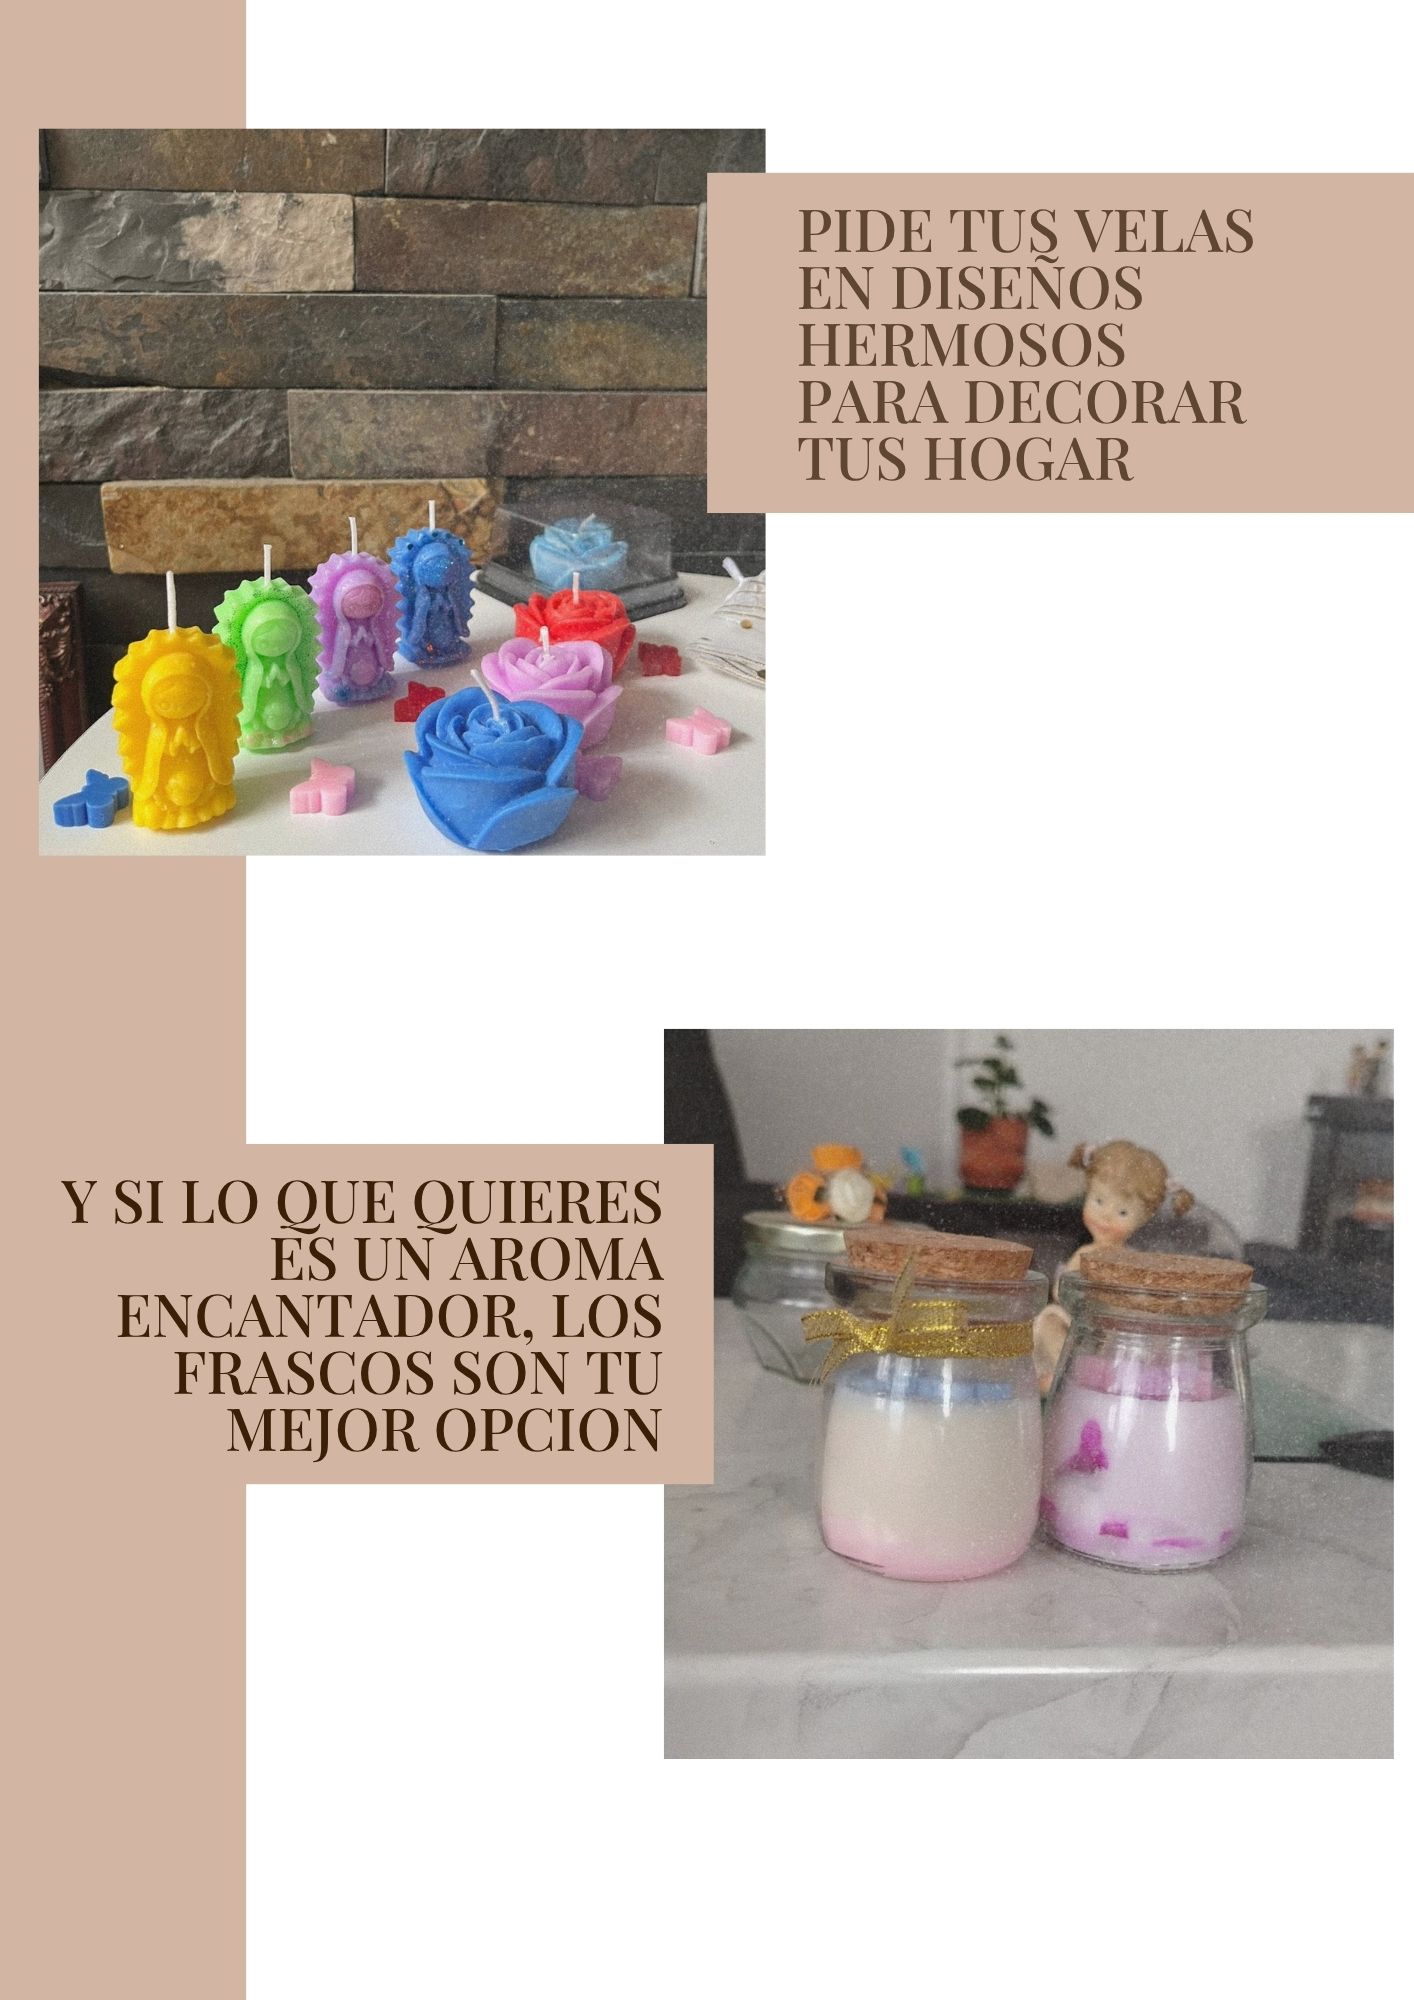 PIDE TUS VELAS
EN DISEÑOS
HERMOSOS
PARA DECORAR
TUS HOGAR
Y SI LO QUE QUIERES
ES UN AROMA
ENCANTADOR, LOS
FRASCOS SON TU
MEJOR OPCION